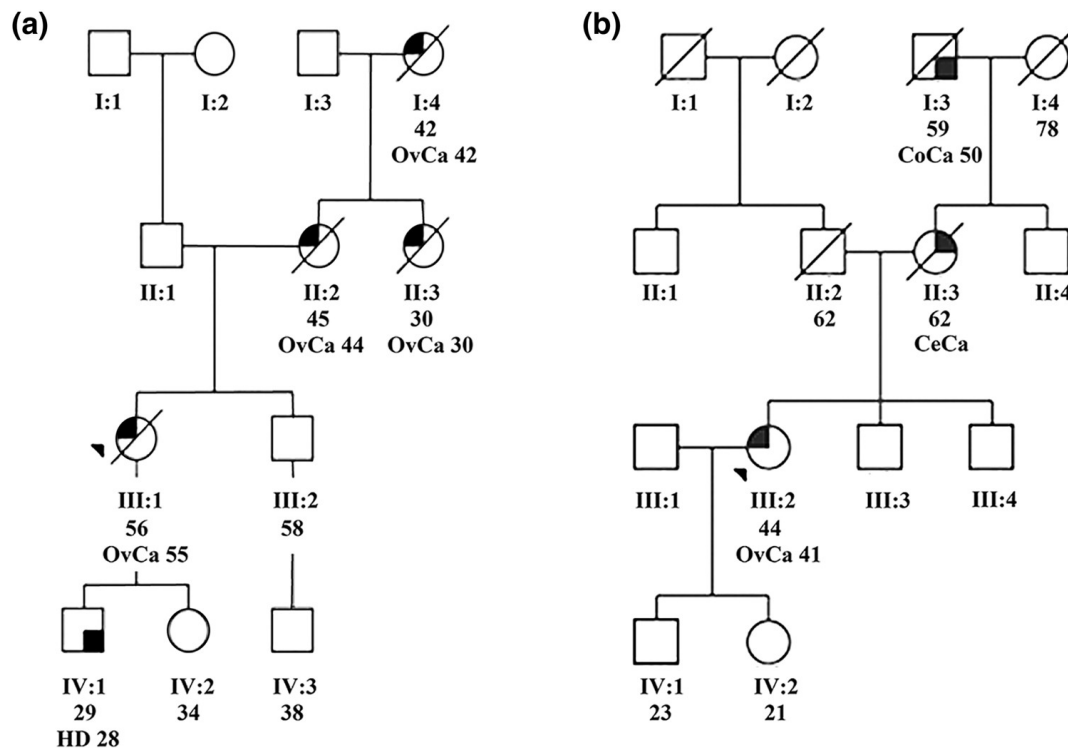 (a)
I:1 I:2 I:3 I:4
42
OvCa 42
II:1 II:2 II:3
45 30
OvCa 44 OvCa 30
III:1 III:2
56 58
OvCa 55
IV:1 IV:2 IV:3
29 34 38
HD 28
(b)
I:1 I:2 I:3 I:4
59 78
CoCa 50
II:1 II:2 II:3 II:4
62 62
CeCa
III:1 III:2 III:3 III:4
44
OvCa 41
IV:1 IV:2
23 21